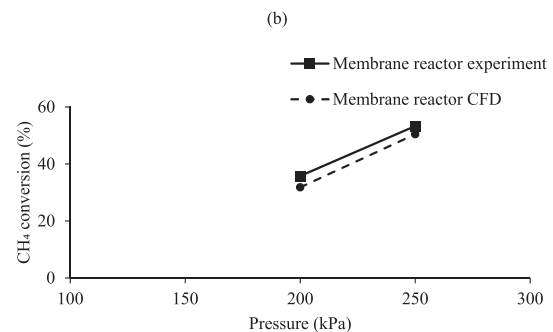 (b)
Membrane reactor experiment
Membrane reactor CFD
60
40
20
0
CH₄ conversion (%)
100 150 200 250 300
Pressure (kPa)